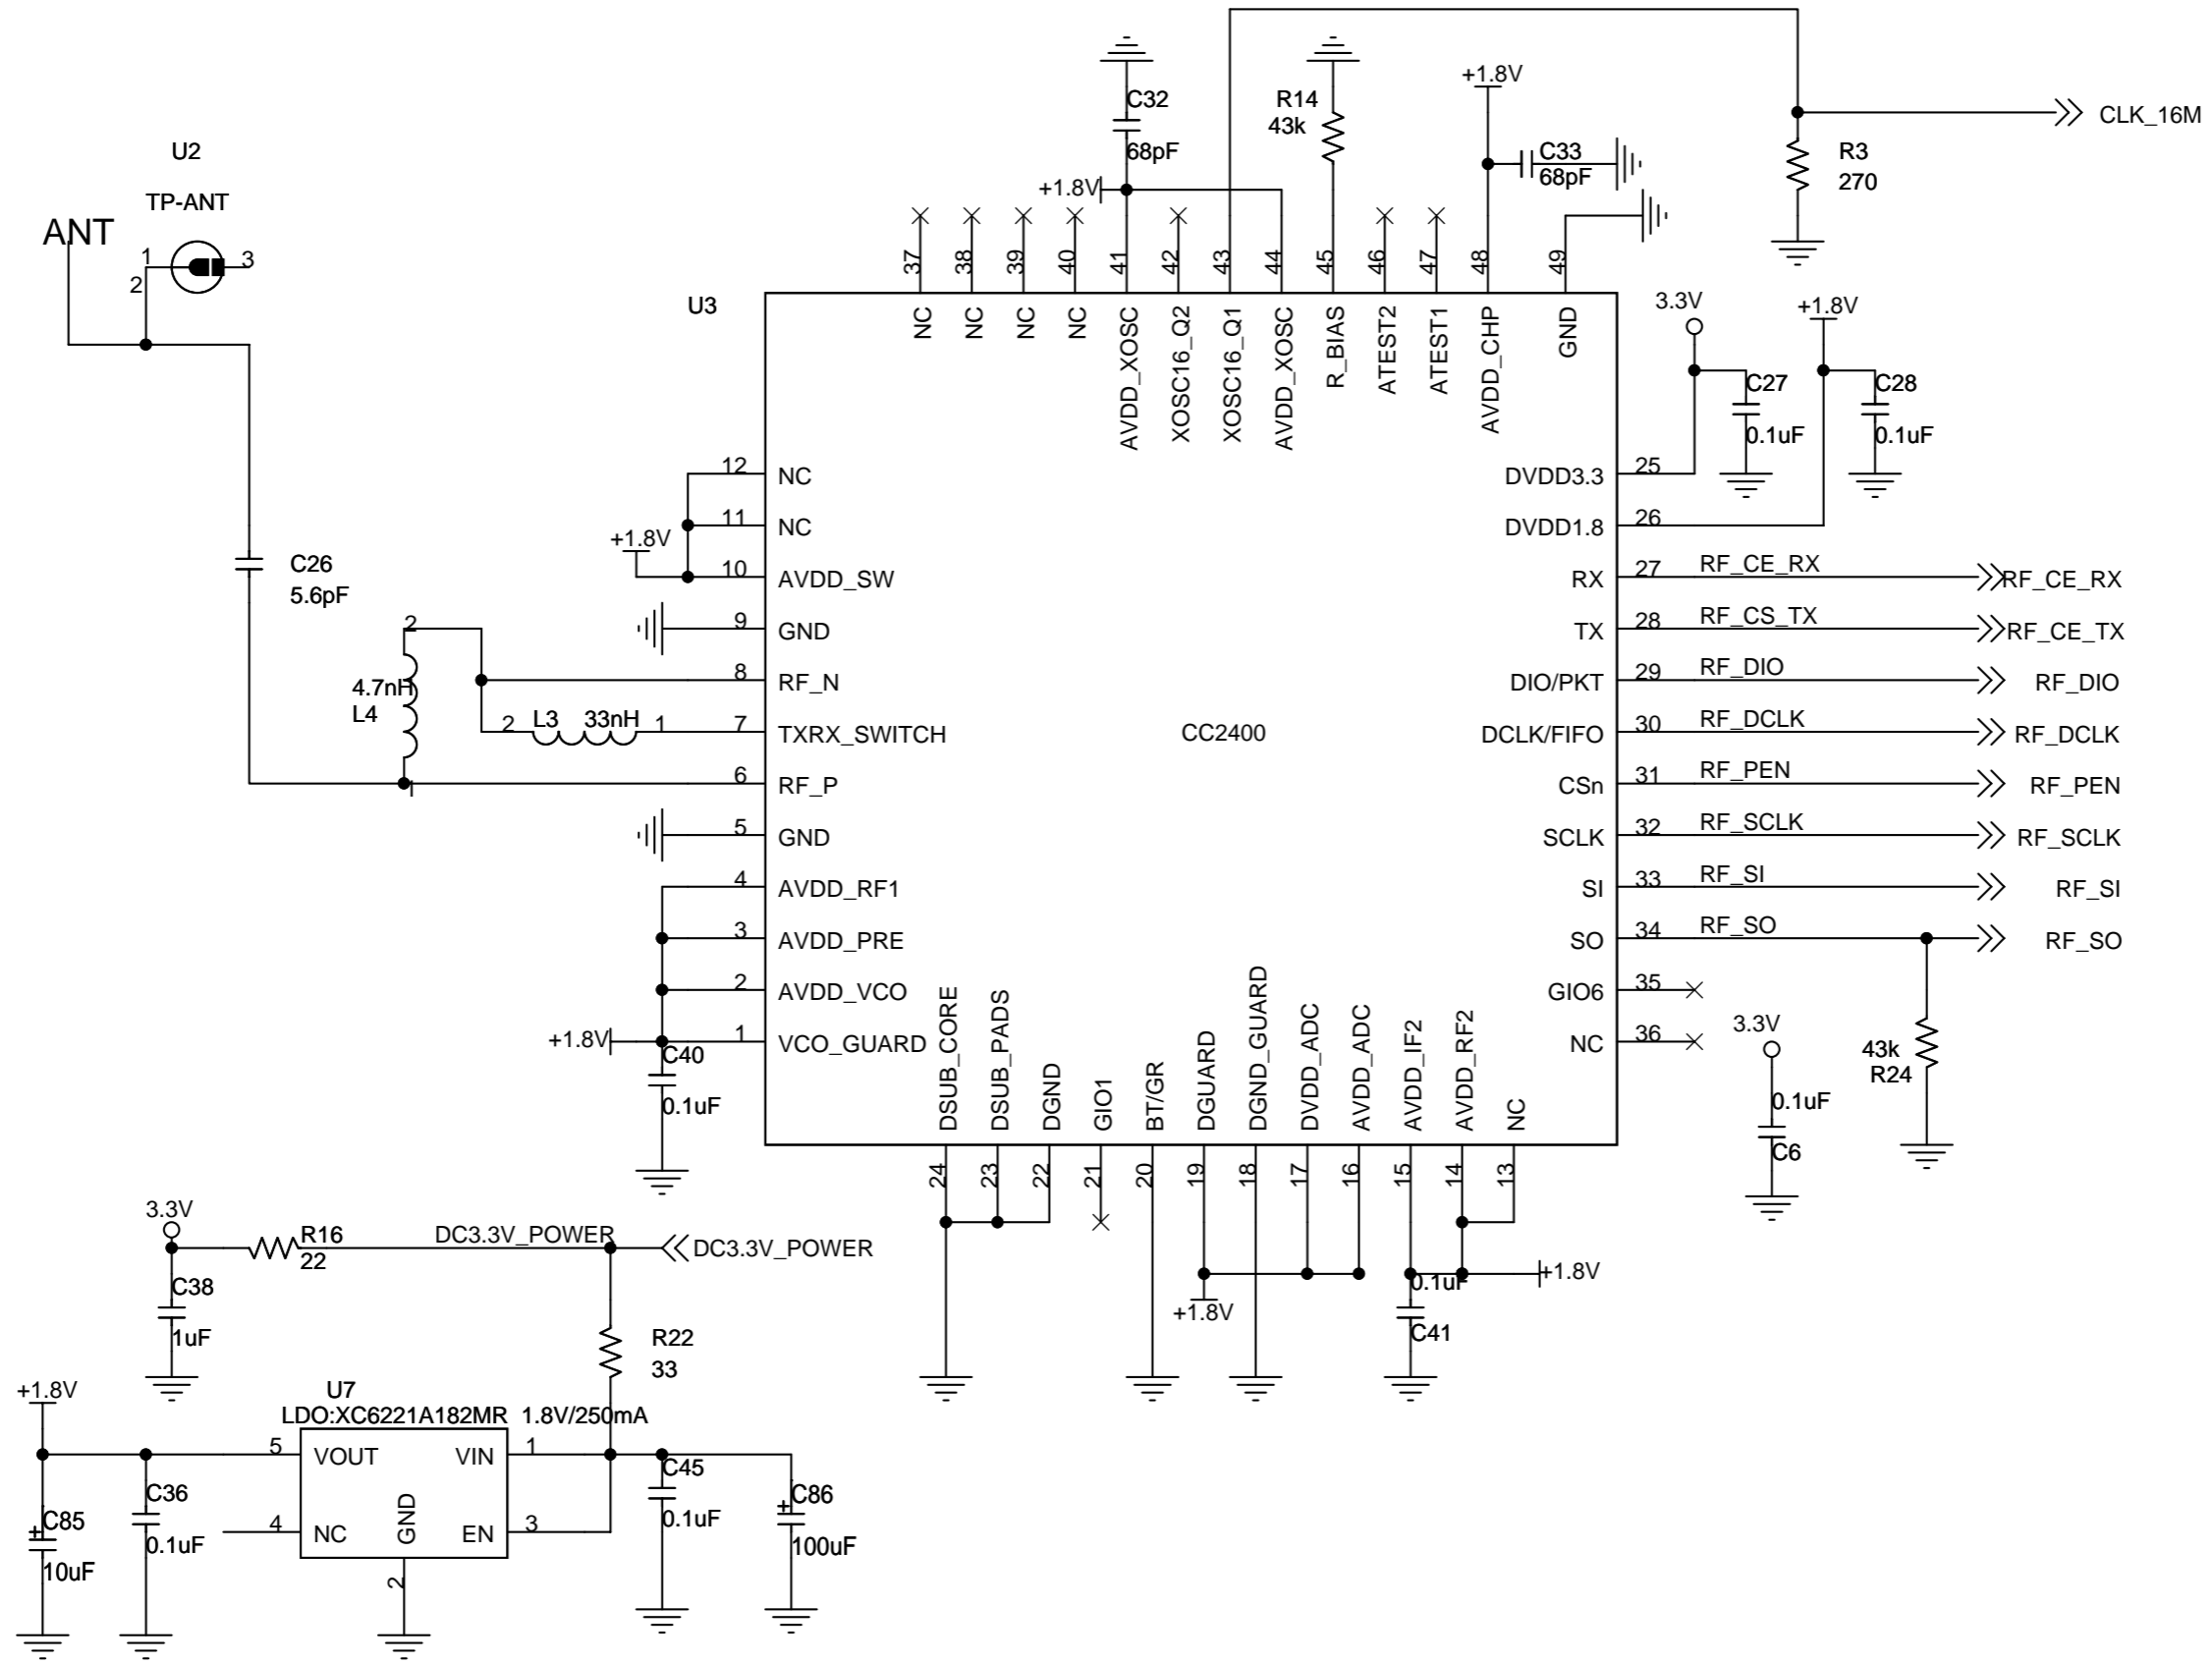 +1.8V
C32
68pF
R14
43k
+1.8V
C33
68pF
CLK_16M
R3
270
U2
TP-ANT
ANT
1
2
3
+1.8V
37
38
39
40
41
42
43
44
45
46
47
48
49
U3
NC
NC
NC
NC
AVDD_XOSC
XOSC16_Q2
XOSC16_Q1
AVDD_XOSC
R_BIAS
ATEST2
ATEST1
AVDD_CHP
GND
3.3V
+1.8V
C27
0.1uF
C28
0.1uF
12 NC
11 NC
+1.8V
10 AVDD_SW
9 GND
8 RF_N
7 TXRX_SWITCH
6 RF_P
5 GND
4 AVDD_RF1
3 AVDD_PRE
2 AVDD_VCO
+1.8V
1 VCO_GUARD
C26
5.6pF
2
4.7nH
L4
1
2 L3 33nH 1
CC2400
DVDD3.3 25
DVDD1.8 26
RX 27 RF_CE_RX RF_CE_RX
TX 28 RF_CS_TX RF_CE_TX
DIO/PKT 29 RF_DIO RF_DIO
DCLK/FIFO 30 RF_DCLK RF_DCLK
CSn 31 RF_PEN RF_PEN
SCLK 32 RF_SCLK RF_SCLK
SI 33 RF_SI RF_SI
SO 34 RF_SO RF_SO
GIO6 35
NC 36
3.3V
0.1uF
C6
43k
R24
C40
0.1uF
DSUB_CORE
DSUB_PADS
DGND
GIO1
BT/GR
DGUARD
DGND_GUARD
DVDD_ADC
AVDD_ADC
AVDD_IF2
AVDD_RF2
NC
24
23
22
21
20
19
18
17
16
15
14
13
+1.8V
0.1uF
C41
+1.8V
3.3V
R16
22
DC3.3V_POWER
DC3.3V_POWER
C38
1uF
R22
33
+1.8V
U7
LDO:XC6221A182MR 1.8V/250mA
5 VOUT
VIN 1
4 NC
GND
EN 3
2
C36
0.1uF
+
C85
10uF
C45
0.1uF
+
C86
100uF